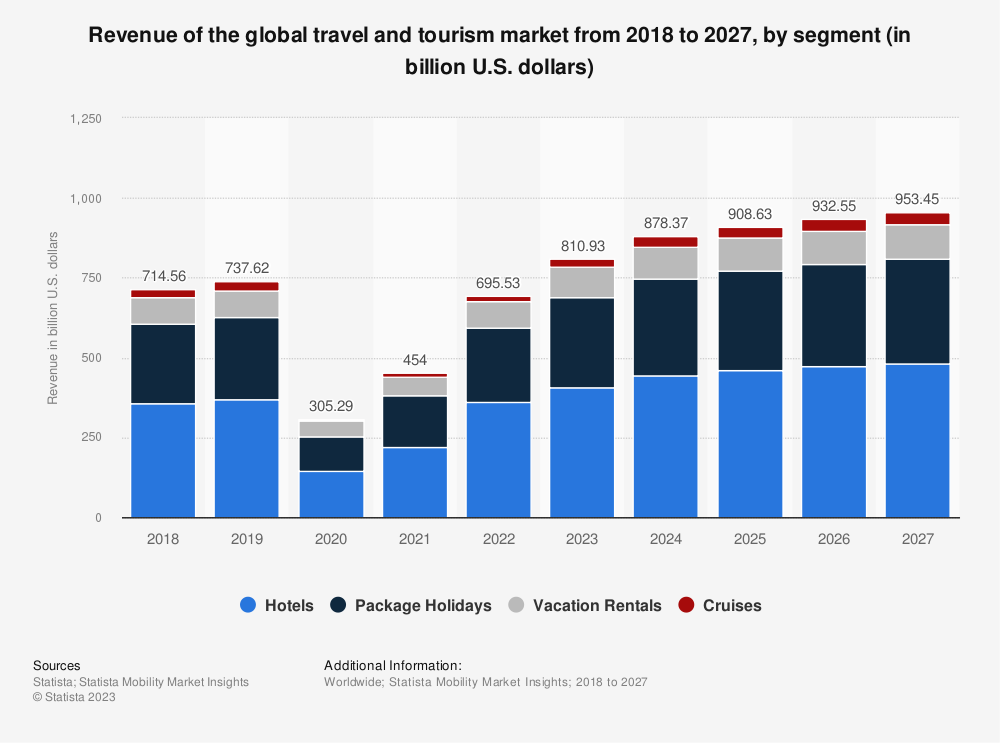 Revenue of the global travel and tourism market from 2018 to 2027, by segment (in
billion U.S. dollars)
Revenue in billion U.S. dollars
1,250
1,000
750
500
250
0
714.56
737.62
305.29
454
695.53
810.93
878.37
908.63
932.55
953.45
2018
2019
2020
2021
2022
2023
2024
2025
2026
2027
Hotels
Package Holidays
Vacation Rentals
Cruises
Sources
Statista; Statista Mobility Market Insights
© Statista 2023
Additional Information:
Worldwide; Statista Mobility Market Insights; 2018 to 2027